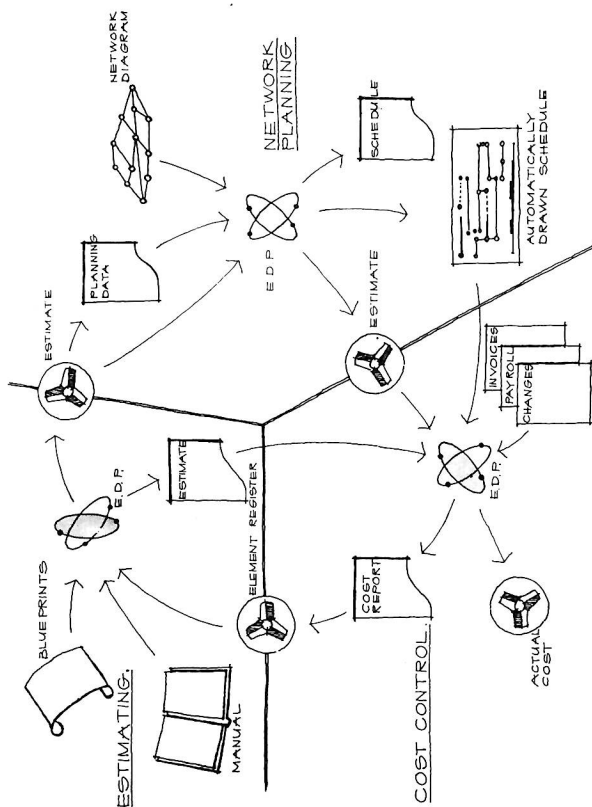 BLUE PRINTS
ESTIMATING.
MANUAL
E.D.P.
ESTIMATE
ELEMENT REGISTER
ESTIMATE
PLANNING
DATA
NETWORK
DIAGRAM
E D P
NETWORK
PLANNING
SCHEDULE
ESTIMATE
AUTOMATICALLY
DRAWN SCHEDULE
COST
REPORT
COST CONTROL.
E.D.P.
INVOICES
PAYROLL
CHANGES
ACTUAL
COST